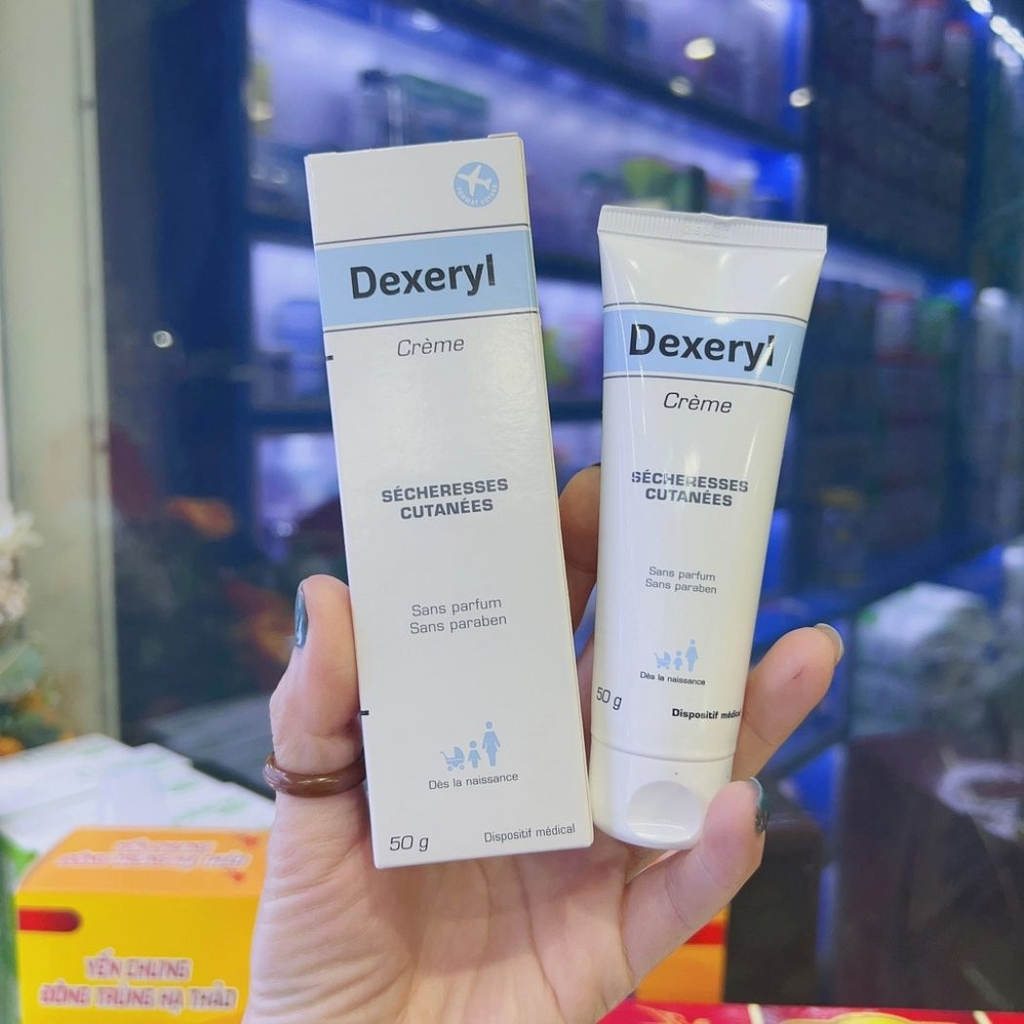 Dexeryl
Crème
SÉCHERESSES
CUTANÉES
Sans parfum
Sans paraben
Dès la naissance
50 g
Dispositif médical
Dexeryl
Crème
SÉCHERESSES
CUTANÉES
Sans parfum
Sans paraben
Dès la naissance
50 g
Dispositif
YẾN CHƯNG
ĐÔNG TRÙNG HẠ THẢO